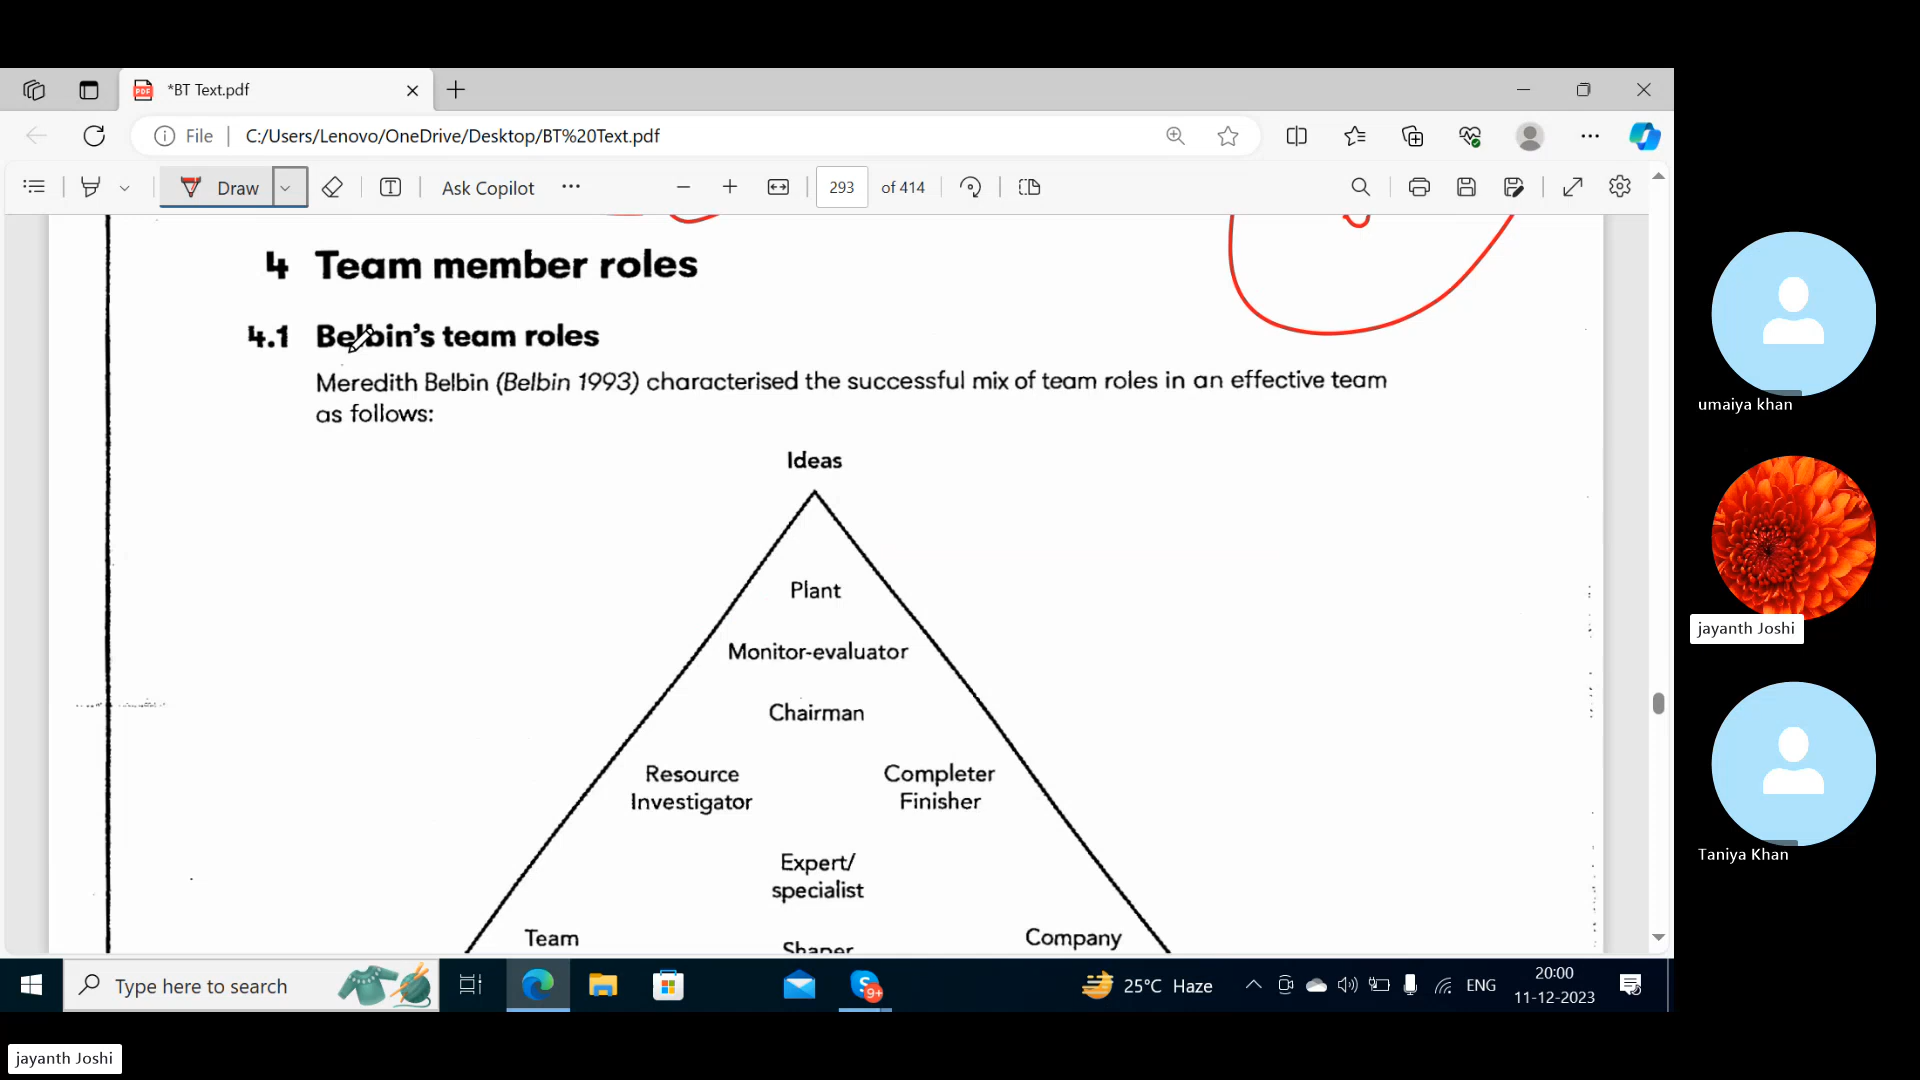 *BT Text.pdf
File
C:/Users/Lenovo/OneDrive/Desktop/BT%20Text.pdf
Draw
T
Ask Copilot
293 of 414
4 Team member roles
4.1 Belbin's team roles
Meredith Belbin (Belbin 1993) characterised the successful mix of team roles in an effective team
as follows:
Ideas
Plant
Monitor-evaluator
Chairman
Resource
Investigator
Completer
Finisher
Expert/
specialist
Team
Shaper
Company
umaiya khan
jayanth Joshi
Taniya Khan
Type here to search
9+
25°C Haze
ENG
20:00
11-12-2023
jayanth Joshi